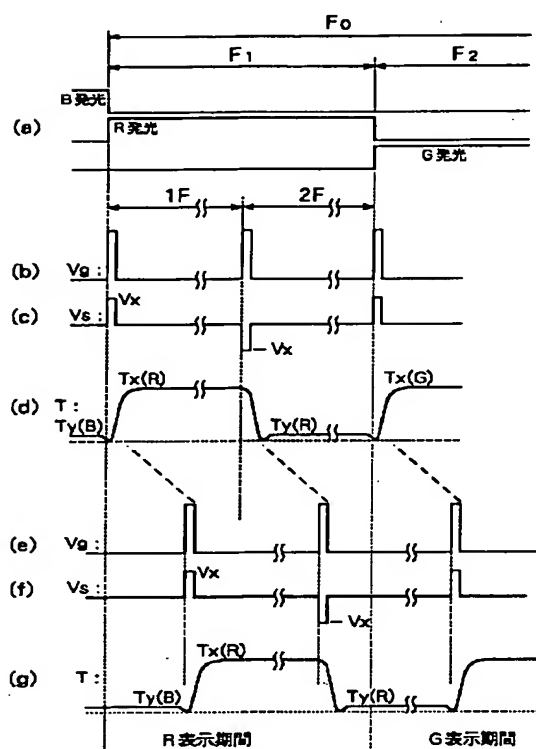 Fo
F1 F2
B発光
(a) R発光
G発光
1F 2F
(b) Vg :
(c) Vs : Vx
- Vx
(d) T : Tx(R) Tx(G)
Ty(B) Ty(R)
(e) Vg :
(f) Vs : Vx
- Vx
(g) T : Tx(R)
Ty(B) Ty(R)
R表示期間 G表示期間